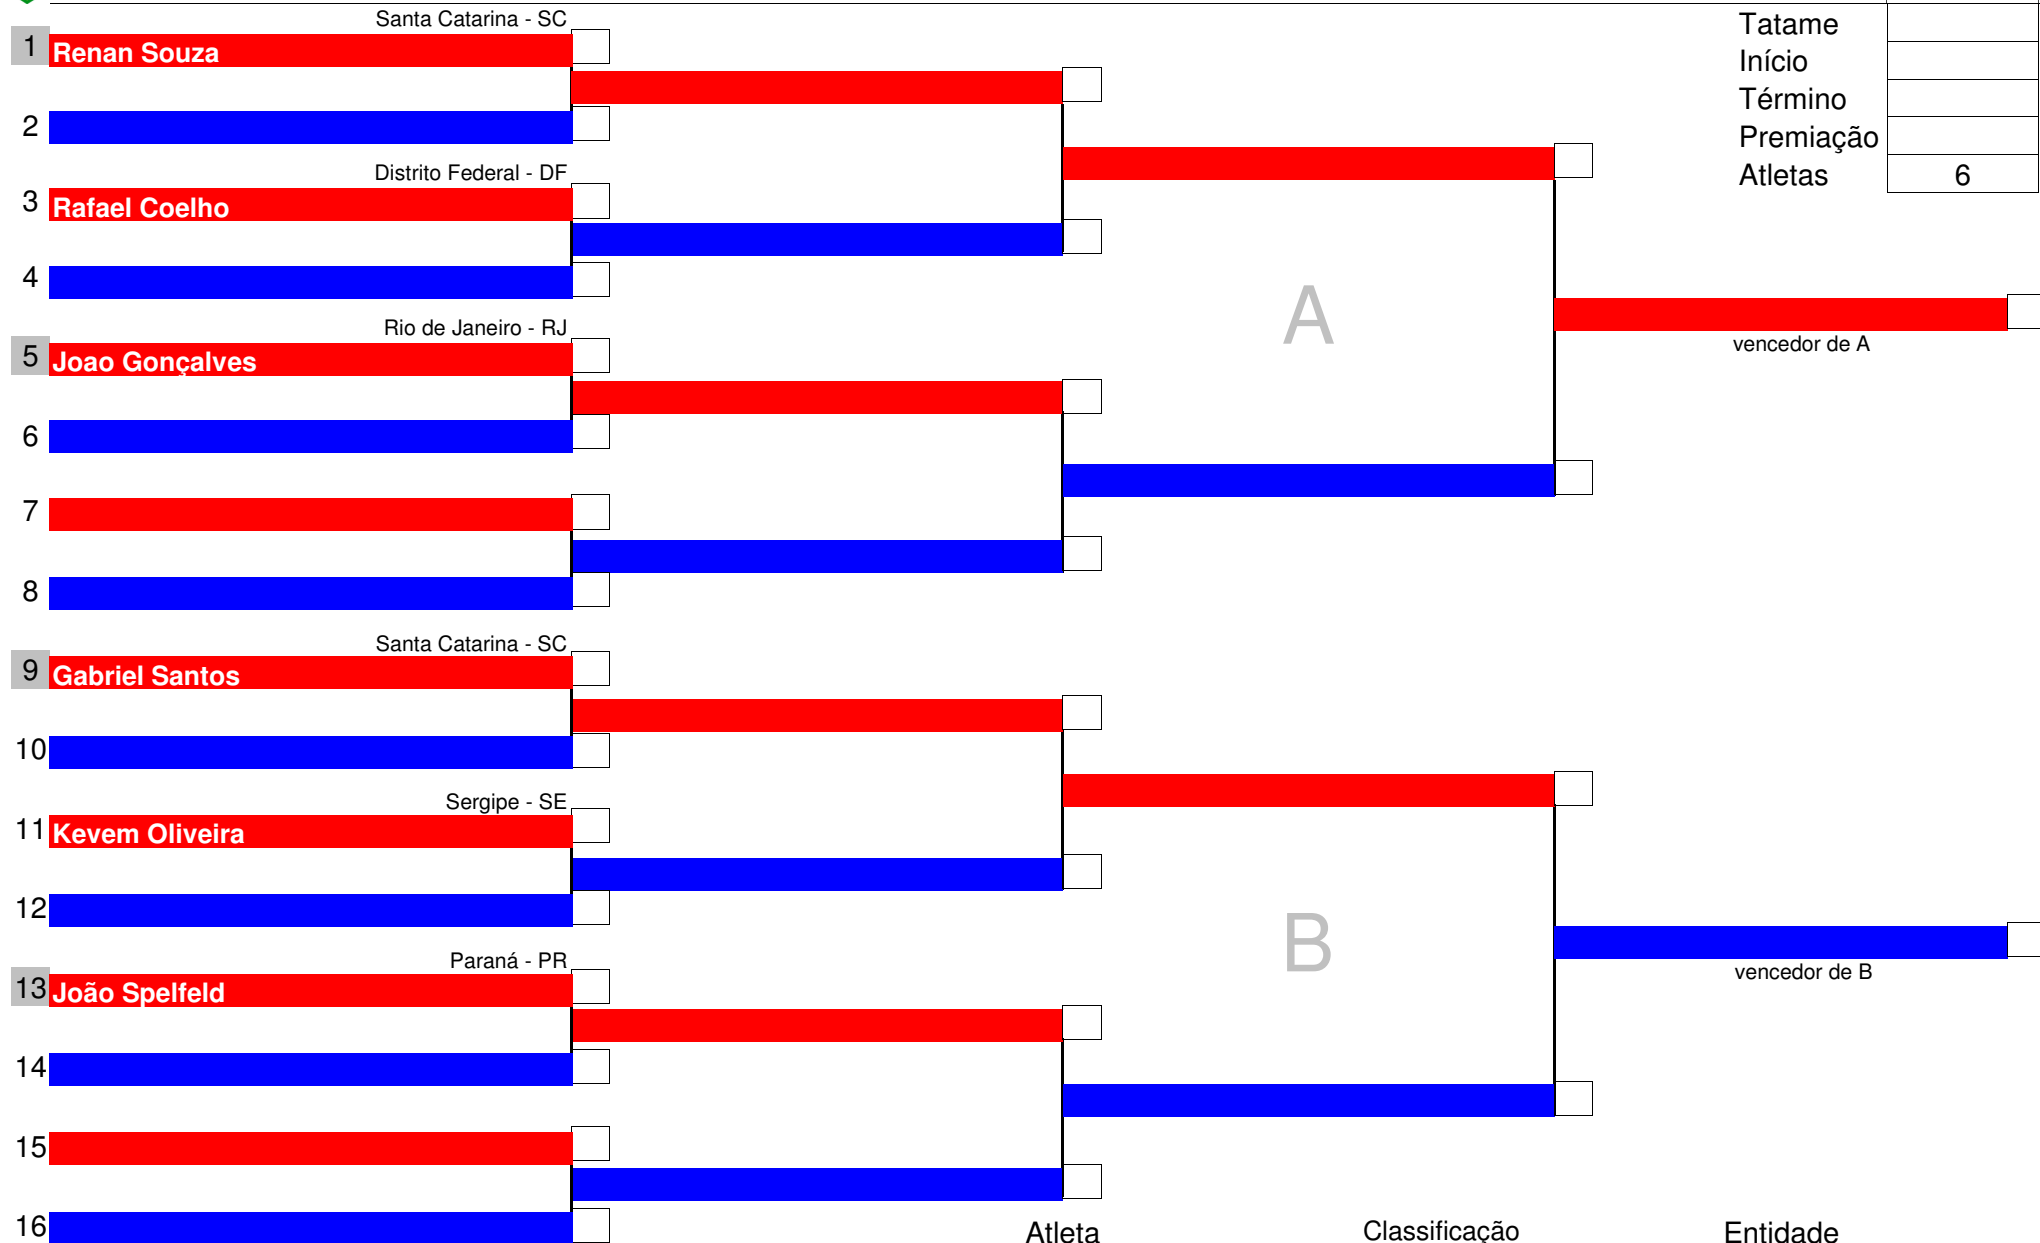 Santa Catarina - SC
1 Renan Souza
2
Distrito Federal - DF
3 Rafael Coelho
4
Rio de Janeiro - RJ
5 Joao Gonçalves
6
7
8
Santa Catarina - SC
9 Gabriel Santos
10
Sergipe - SE
11 Kevem Oliveira
12
Paraná - PR
13 João Spelfeld
14
15
16
A
B
Tatame
Início
Término
Premiação
Atletas 6
vencedor de A
vencedor de B
Atleta Classificação Entidade